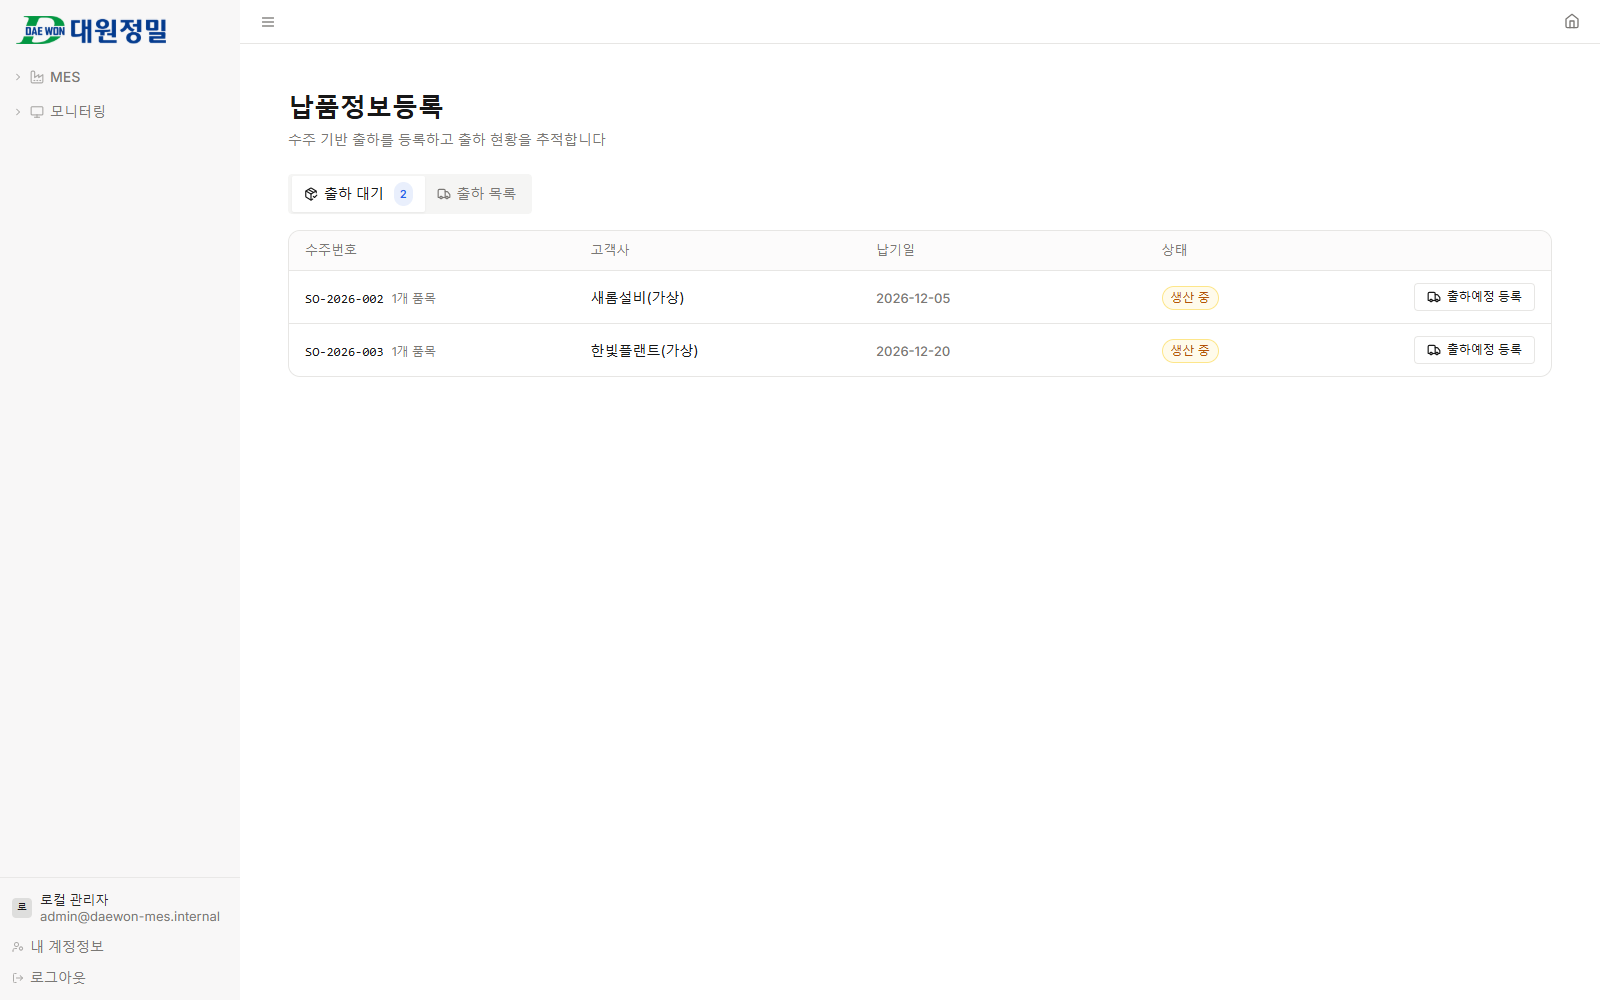 DAE WON 대원정밀
MES
모니터링
납품정보등록
수주 기반 출하를 등록하고 출하 현황을 추적합니다
출하 대기 2 출하 목록
수주번호 고객사 납기일 상태
SO-2026-002 1개 품목 새롬설비(가상) 2026-12-05 생산 중 출하예정 등록
SO-2026-003 1개 품목 한빛플랜트(가상) 2026-12-20 생산 중 출하예정 등록
로 로컬 관리자
admin@daewon-mes.internal
내 계정정보
로그아웃